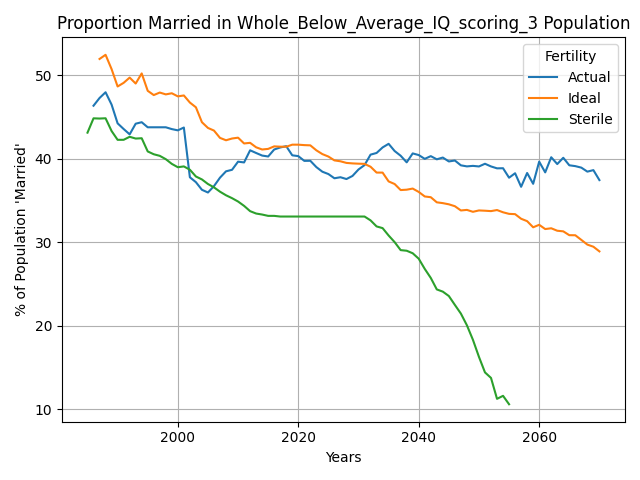 Proportion Married in Whole_Below_Average_IQ_scoring_3 Population
Fertility
Actual
Ideal
Sterile
50
40
30
20
10
% of Population 'Married'
2000
2020
2040
2060
Years